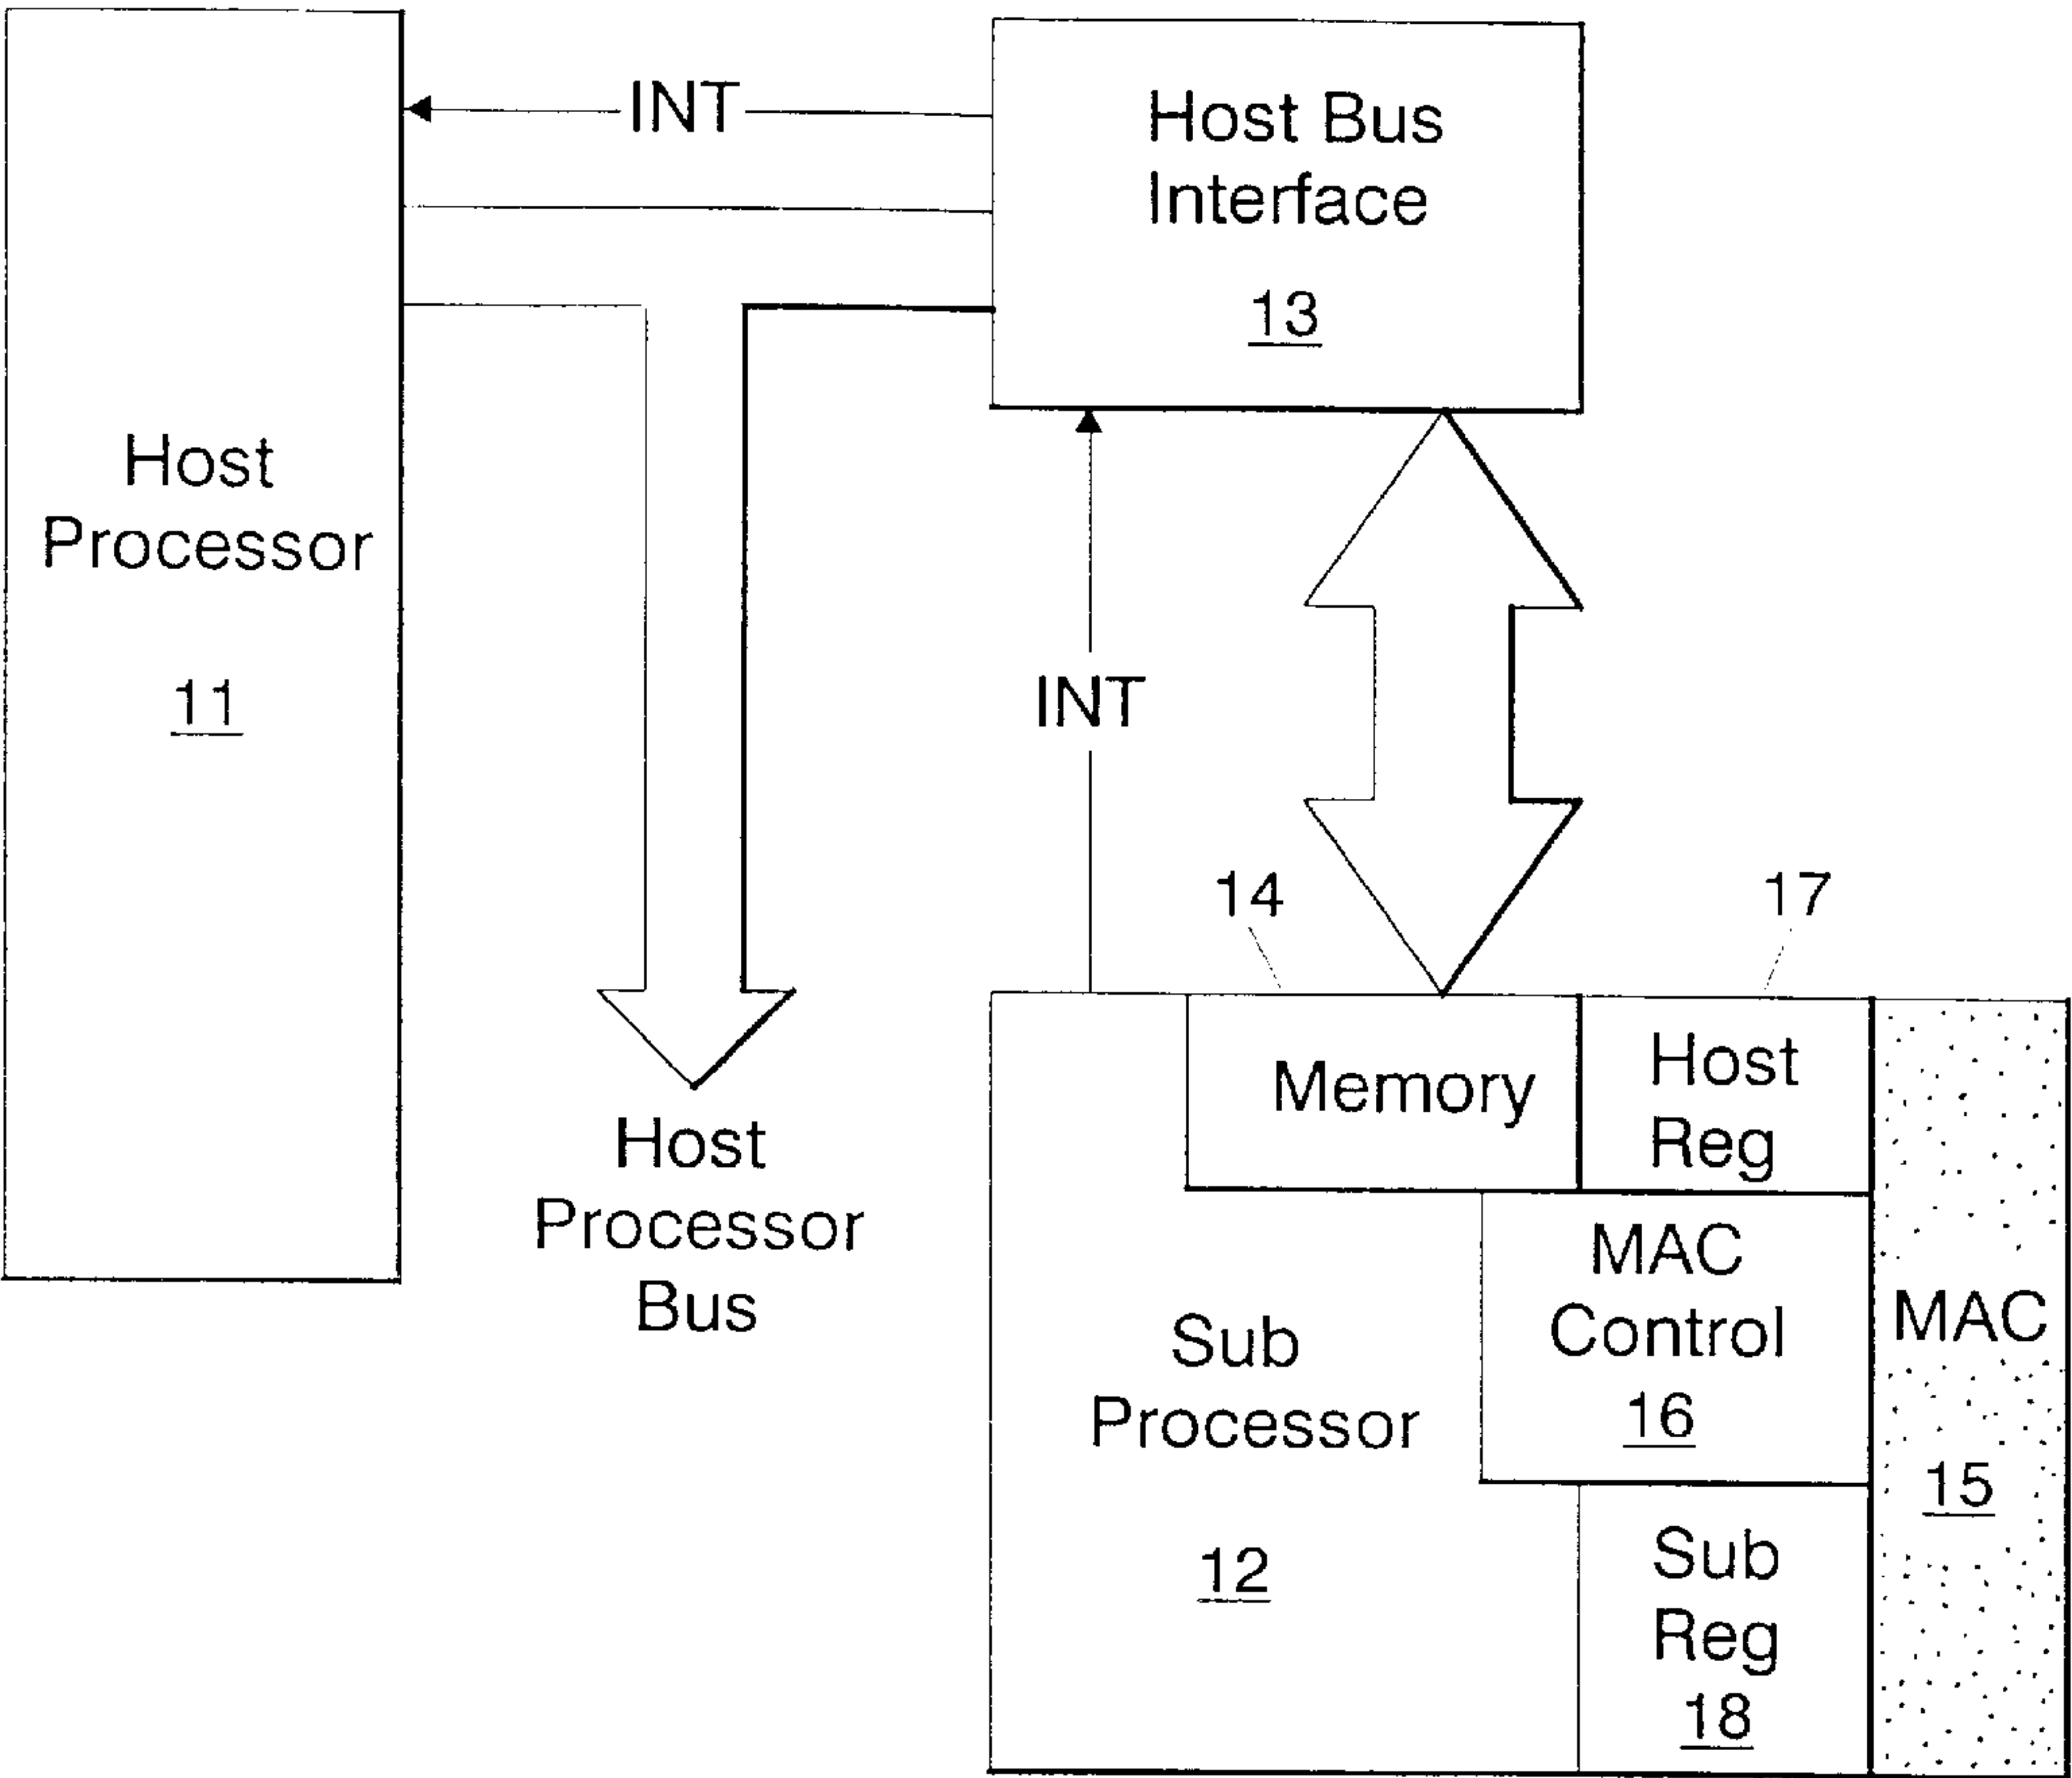 INT
Host Bus
Interface
13
Host
Processor
11
INT
14
17
Host
Processor
Bus
Memory
Host
Reg
MAC
Control
16
MAC
15
Sub
Processor
12
Sub
Reg
18